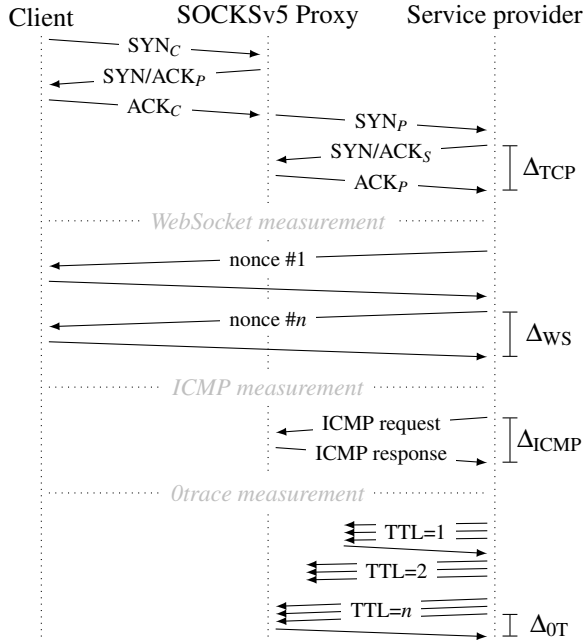 Client SOCKSv5 Proxy Service provider
SYN_C
SYN/ACK_P
ACK_C SYN_P
SYN/ACK_S
Δ_TCP
ACK_P
WebSocket measurement
nonce #1
nonce #n
Δ_WS
ICMP measurement
ICMP request
Δ_ICMP
ICMP response
0trace measurement
TTL=1
TTL=2
TTL=n
Δ_0T